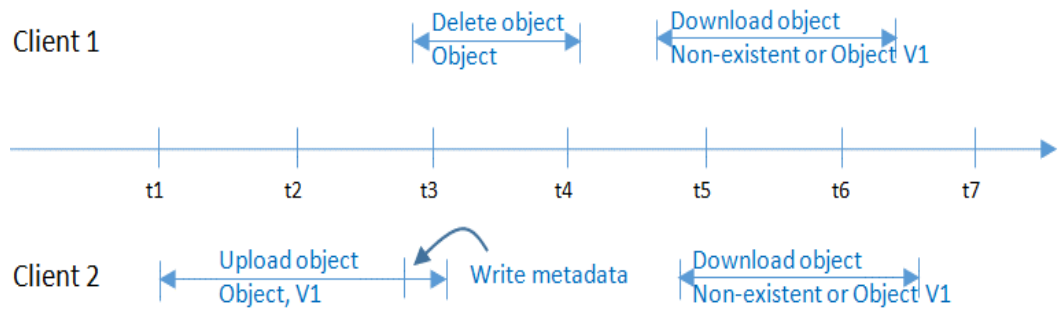 Client 1
Delete object
Object
Download object
Non-existent or Object V1
t1 t2 t3 t4 t5 t6 t7
Client 2
Upload object
Object, V1
Write metadata
Download object
Non-existent or Object V1